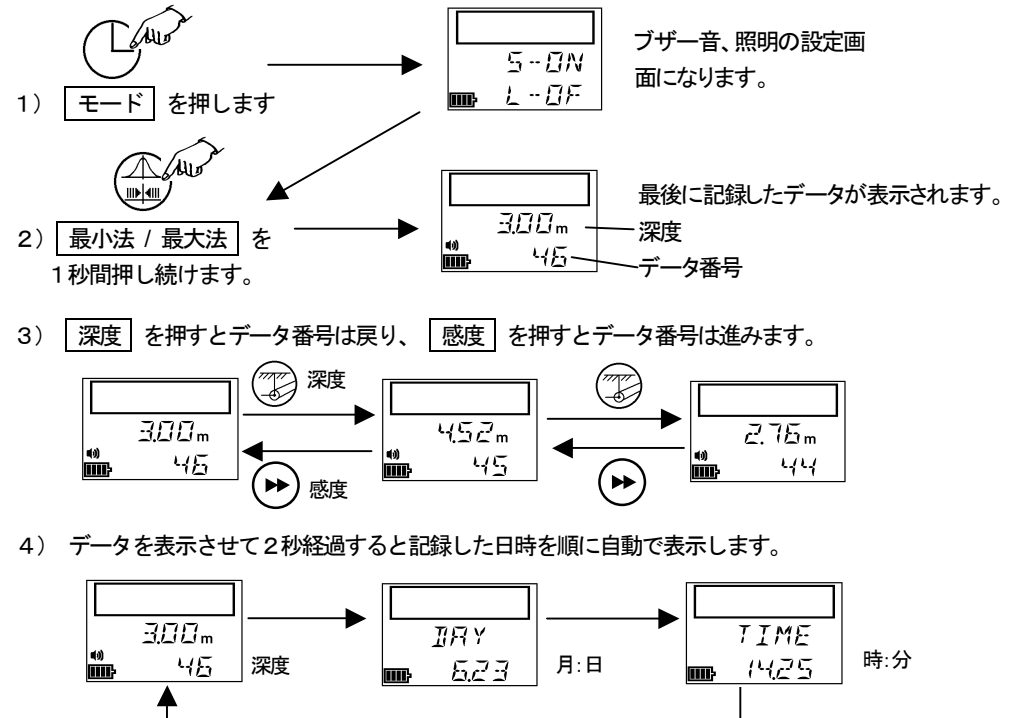 ブザー音、照明の設定画
面になります。
S--ON
L--OF
1） モード を押します
最後に記録したデータが表示されます。
3.00m
深度
46
データ番号
2） 最小法 / 最大法 を
1秒間押し続けます。
3） 深度 を押すとデータ番号は戻り、 感度 を押すとデータ番号は進みます。
深度
3.00m
46
4.52m
45
2.76m
44
感度
4） データを表示させて2秒経過すると記録した日時を順に自動で表示します。
3.00m
46
深度
DAY
6.23
月:日
TIME
14.25
時:分